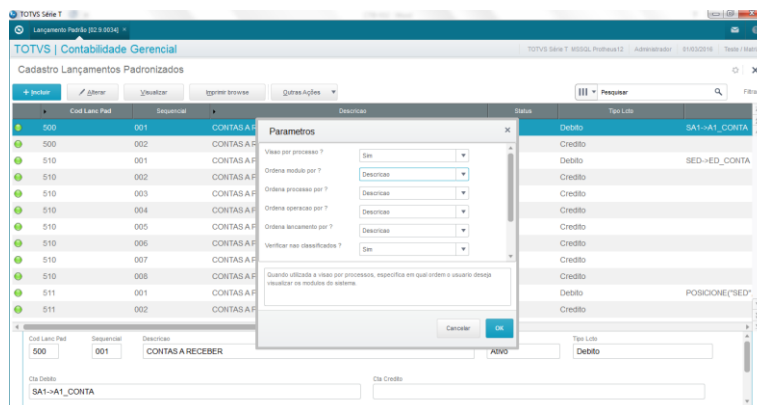 TOTVS Série T
Lançamento Padrão [02.9.0034]
TOTVS | Contabilidade Gerencial
TOTVS Série T MSSQL Protheus12 Administrador 01/03/2016 Teste / Matriz
Cadastro Lançamentos Padronizados
+ Incluir Alterar Visualizar Imprimir browse Outras Ações Pesquisar
Cod Lanc Pad Sequencial Descricao Status Tipo Lcto
500 001 CONTAS A R Debito SA1->A1_CONTA
500 002 CONTAS A R Credito
510 001 CONTAS A P Debito SED->ED_CONTA
510 002 CONTAS A P Credito
510 003 CONTAS A P Credito
510 004 CONTAS A P Credito
510 005 CONTAS A P Credito
510 006 CONTAS A P Credito
510 007 CONTAS A P Credito
510 008 CONTAS A P Credito
511 001 CONTAS A P Debito POSICIONE("SED"
511 002 CONTAS A P Credito
Parametros
Visao por processo ? Sim
Ordena modulo por ? Descricao
Ordena processo por ? Descricao
Ordena operacao por ? Descricao
Ordena lancamento por ? Descricao
Verificar nao classificados ? Sim
Quando utilizada a visao por processos, especifica em qual ordem o usuario deseja
visualizar os modulos do sistema.
Cancelar OK
Cod Lanc Pad Sequencial Descricao Tipo Lcto
500 001 CONTAS A RECEBER Ativo Debito
Cta Debito Cta Credito
SA1->A1_CONTA